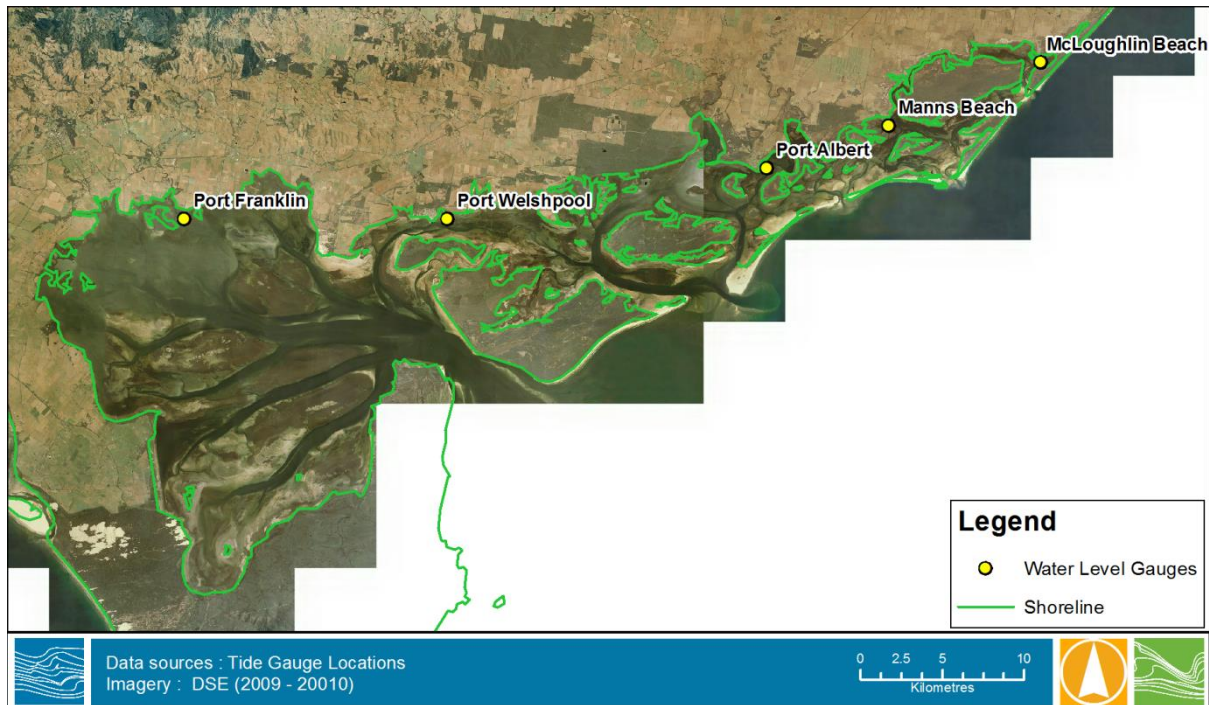 McLoughlin Beach
Manns Beach
Port Albert
Port Franklin
Port Welshpool
Legend
Water Level Gauges
Shoreline
Data sources : Tide Gauge Locations
Imagery : DSE (2009 - 20010)
0 2.5 5 10
Kilometres